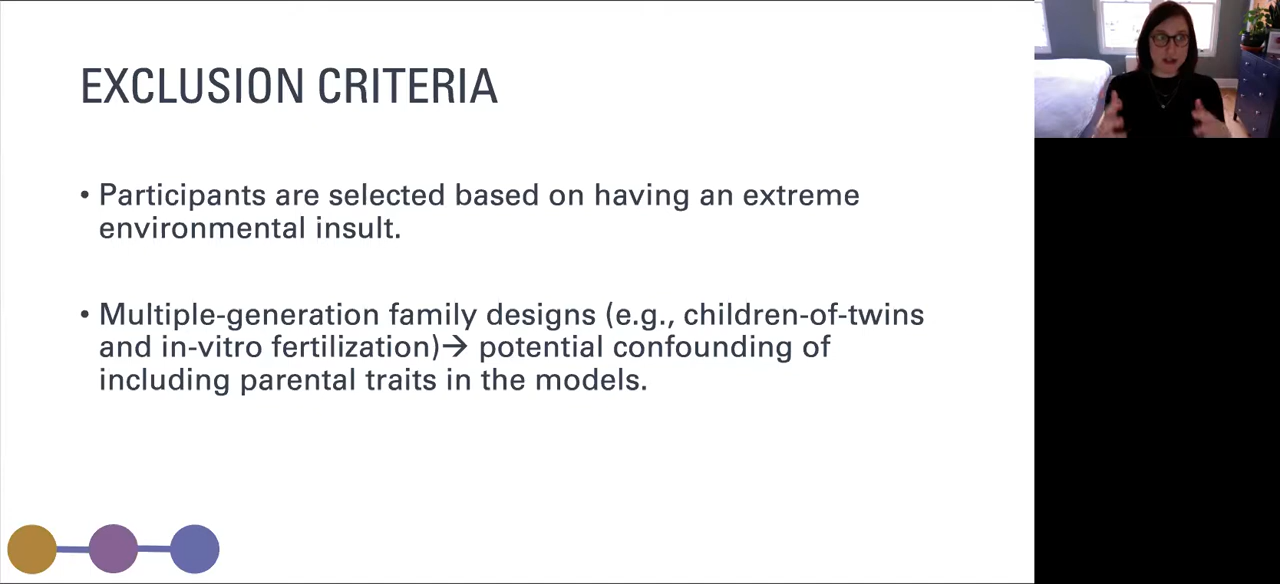 EXCLUSION CRITERIA
• Participants are selected based on having an extreme
environmental insult.
• Multiple-generation family designs (e.g., children-of-twins
and in-vitro fertilization)→ potential confounding of
including parental traits in the models.